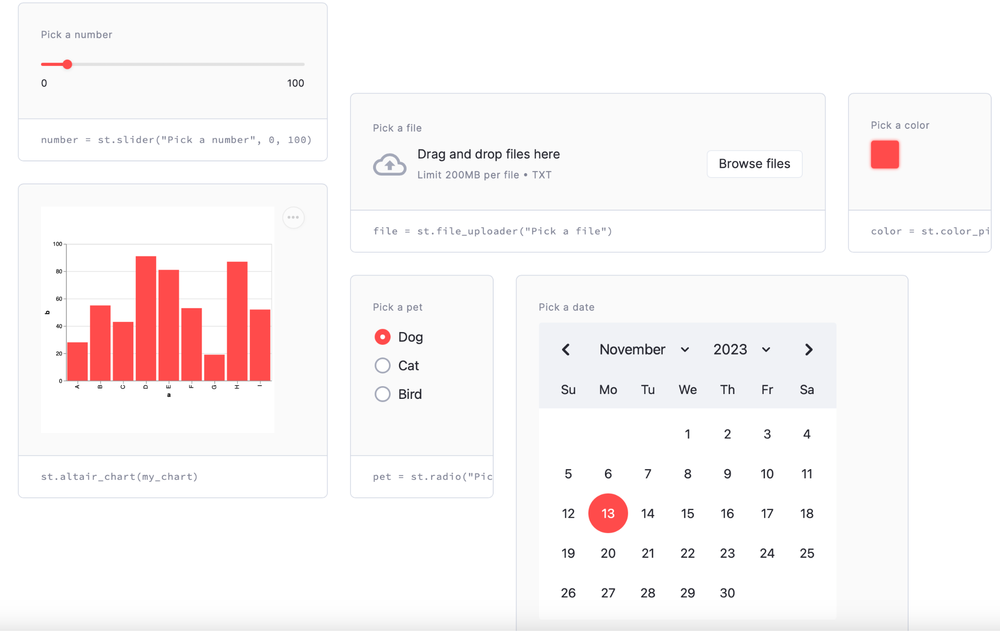 Pick a number
0 100
number = st.slider("Pick a number", 0, 100)
100
80
60
40
20
0
b
A B C D E F G H I
a
st.altair_chart(my_chart)
Pick a file
Drag and drop files here
Limit 200MB per file • TXT
Browse files
file = st.file_uploader("Pick a file")
Pick a color
color = st.color_pi
Pick a pet
Dog
Cat
Bird
pet = st.radio("Pic
Pick a date
November 2023
Su Mo Tu We Th Fr Sa
1 2 3 4
5 6 7 8 9 10 11
12 13 14 15 16 17 18
19 20 21 22 23 24 25
26 27 28 29 30